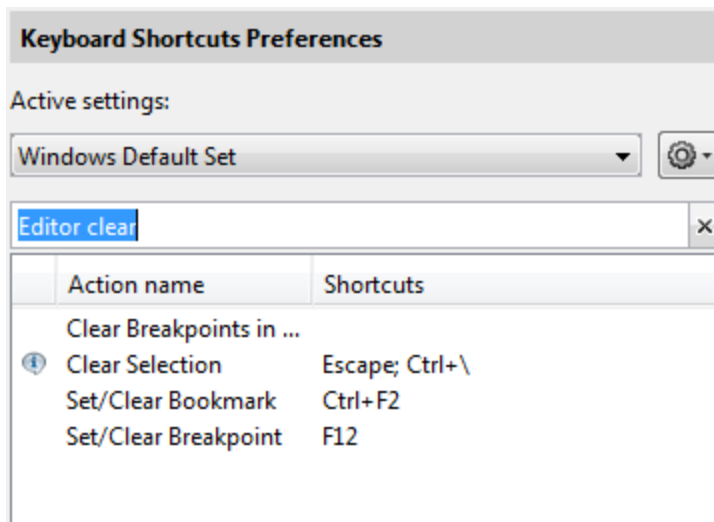 Keyboard Shortcuts Preferences
Active settings:
Windows Default Set
Editor clear
Action name Shortcuts
Clear Breakpoints in ...
Clear Selection Escape; Ctrl+\
Set/Clear Bookmark Ctrl+F2
Set/Clear Breakpoint F12